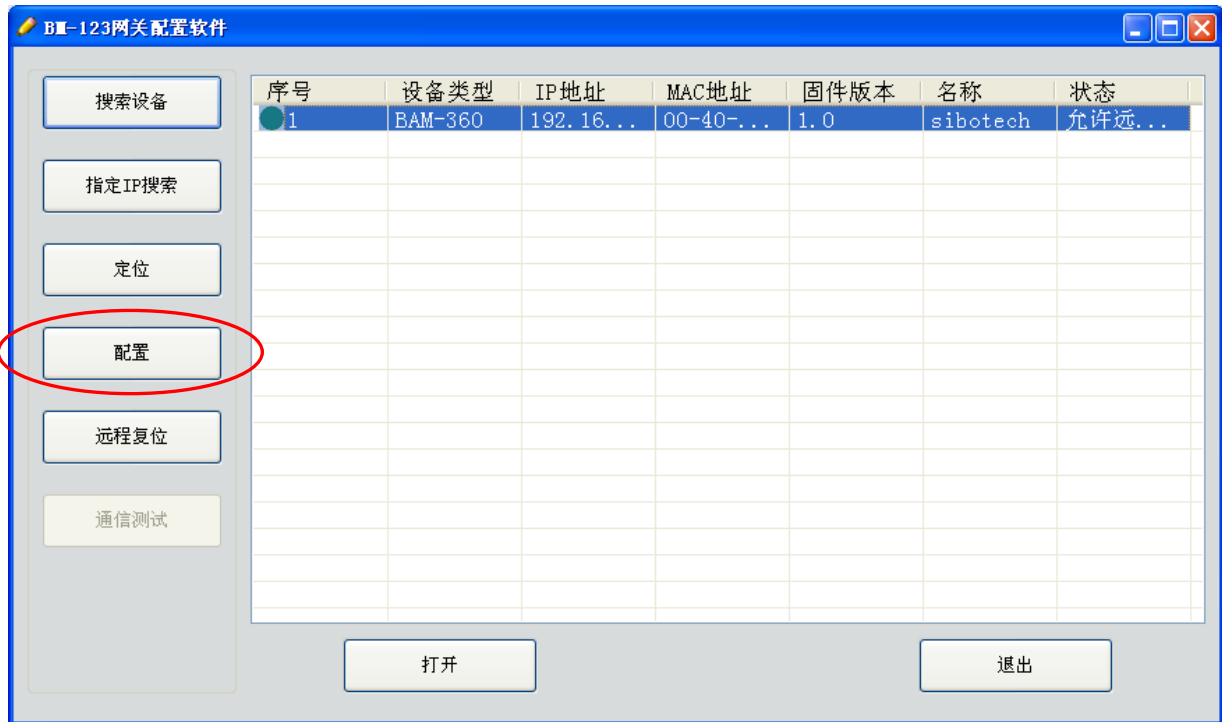 BM-123网关配置软件
搜索设备
指定IP搜索
定位
配置
远程复位
通信测试
序号 设备类型 IP地址 MAC地址 固件版本 名称 状态
1 BAM-360 192.16... 00-40-... 1.0 sibotech 允许远...
打开 退出